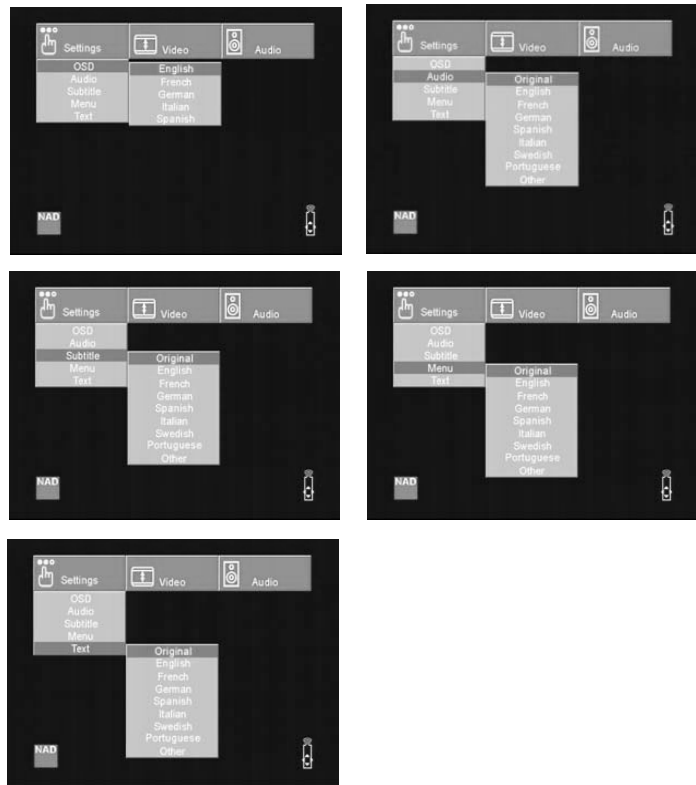 Settings Video Audio
OSD English
Audio French
Subtitle German
Menu Italian
Text Spanish
NAD
Settings Video Audio
OSD
Audio Original
Subtitle English
Menu French
Text German
Spanish
Italian
Swedish
Portuguese
Other
NAD
Settings Video Audio
OSD
Audio
Subtitle Original
Menu English
Text French
German
Spanish
Italian
Swedish
Portuguese
Other
NAD
Settings Video Audio
OSD
Audio
Subtitle
Menu Original
Text English
French
German
Spanish
Italian
Swedish
Portuguese
Other
NAD
Settings Video Audio
OSD
Audio
Subtitle
Menu
Text Original
English
French
German
Spanish
Italian
Swedish
Portuguese
Other
NAD